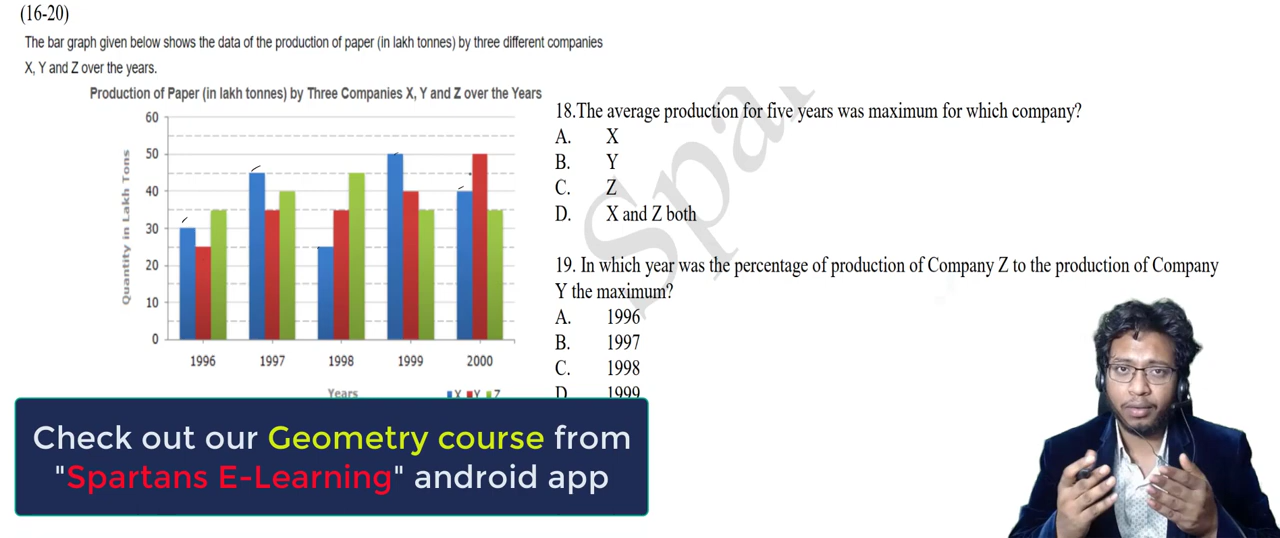 (16-20)
The bar graph given below shows the data of the production of paper (in lakh tonnes) by three different companies
X, Y and Z over the years.
Production of Paper (in lakh tonnes) by Three Companies X, Y and Z over the Years
60
50
40
30
20
10
0
Quantity in Lakh Tons
1996 1997 1998 1999 2000
Years
X Y Z
18.The average production for five years was maximum for which company?
A. X
B. Y
C. Z
D. X and Z both
19. In which year was the percentage of production of Company Z to the production of Company
Y the maximum?
A. 1996
B. 1997
C. 1998
D. 1999
Spar
Check out our Geometry course from
"Spartans E-Learning" android app